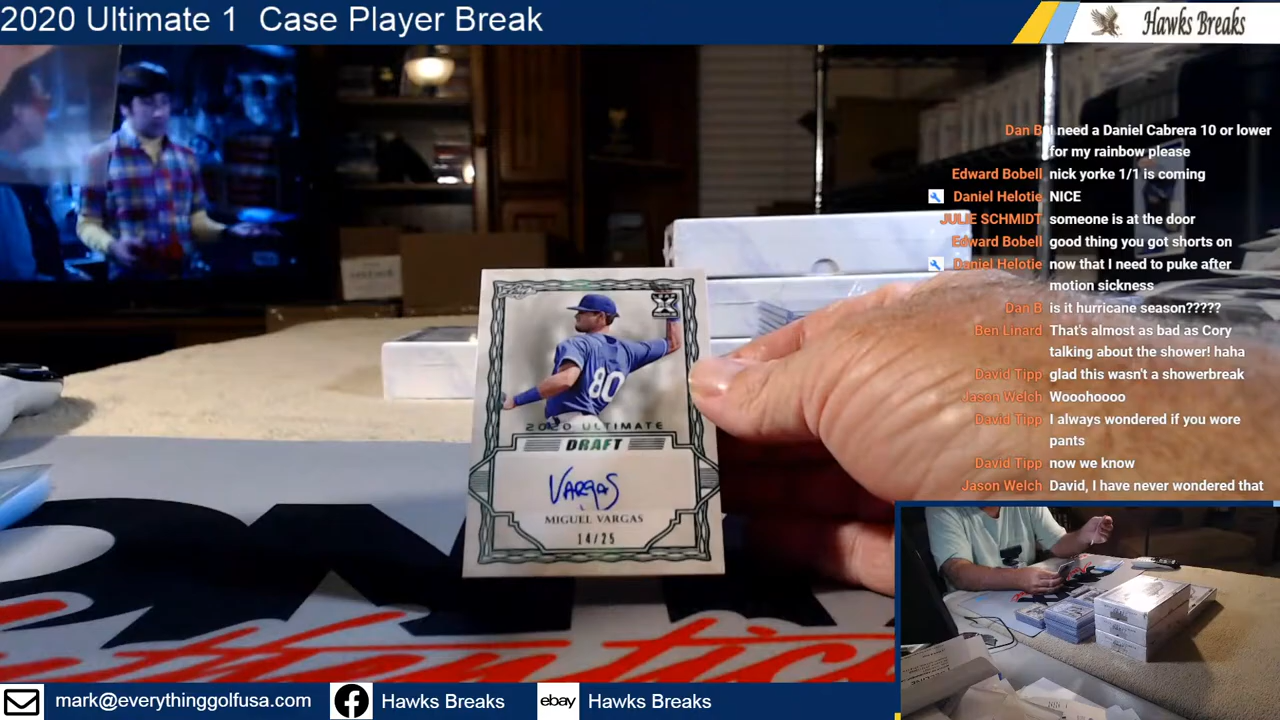 2020 Ultimate 1 Case Player Break
Hawks Breaks
Dan B I need a Daniel Cabrera 10 or lower
for my rainbow please
Edward Bobell nick yorke 1/1 is coming
Daniel Helotie NICE
JULIE SCHMIDT someone is at the door
Edward Bobell good thing you got shorts on
Daniel Helotie now that I need to puke after
motion sickness
Dan B is it hurricane season?????
Ben Linard That's almost as bad as Cory
talking about the shower! haha
David Tipp glad this wasn't a showerbreak
Jason Welch Wooohoooo
David Tipp I always wondered if you wore
pants
David Tipp now we know
Jason Welch David, I have never wondered that
Leaf
80
2020 ULTIMATE
DRAFT
VARGAS
MIGUEL VARGAS
14/25
mark@everythinggolfusa.com
Hawks Breaks
ebay
Hawks Breaks